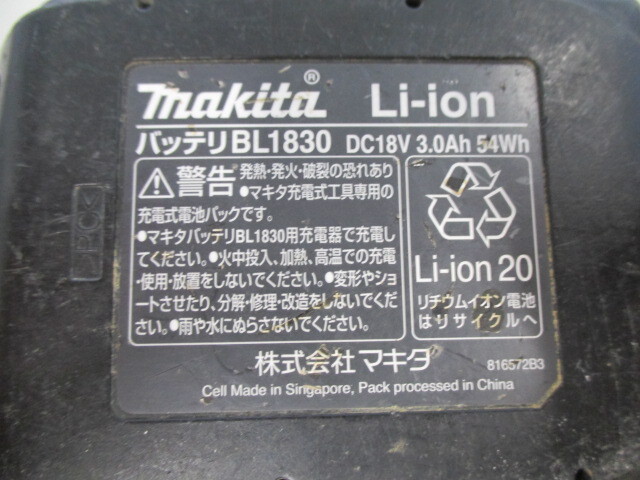 makita® Li-ion
バッテリBL1830 DC18V 3.0Ah 54Wh
警告 発熱・発火・破裂の恐れあり
●マキタ充電式工具専用の
充電式電池パックです。
●マキタバッテリBL1830用充電器で充電し
てください。●火中投入、加熱、高温での充電
・使用・放置をしないでください。●変形やショ
ートさせたり、分解・修理・改造をしないでくだ
さい。●雨や水にぬらさないでください。
Li-ion 20
リチウムイオン電池
はリサイクルへ
株式会社マキタ
816572B3
Cell Made in Singapore, Pack processed in China